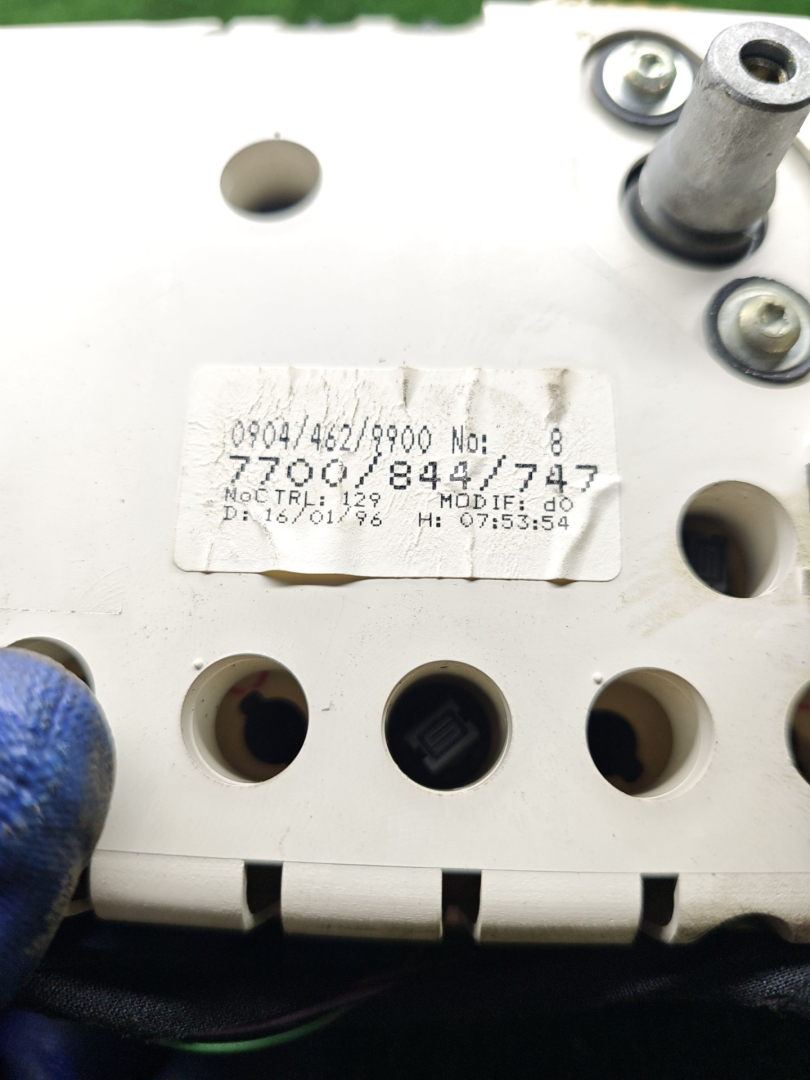 0904/462/9900 No: 8
7700/844/747
NoCTRL: 129 MODIF: d0
D: 16/01/96 H: 07:53:54